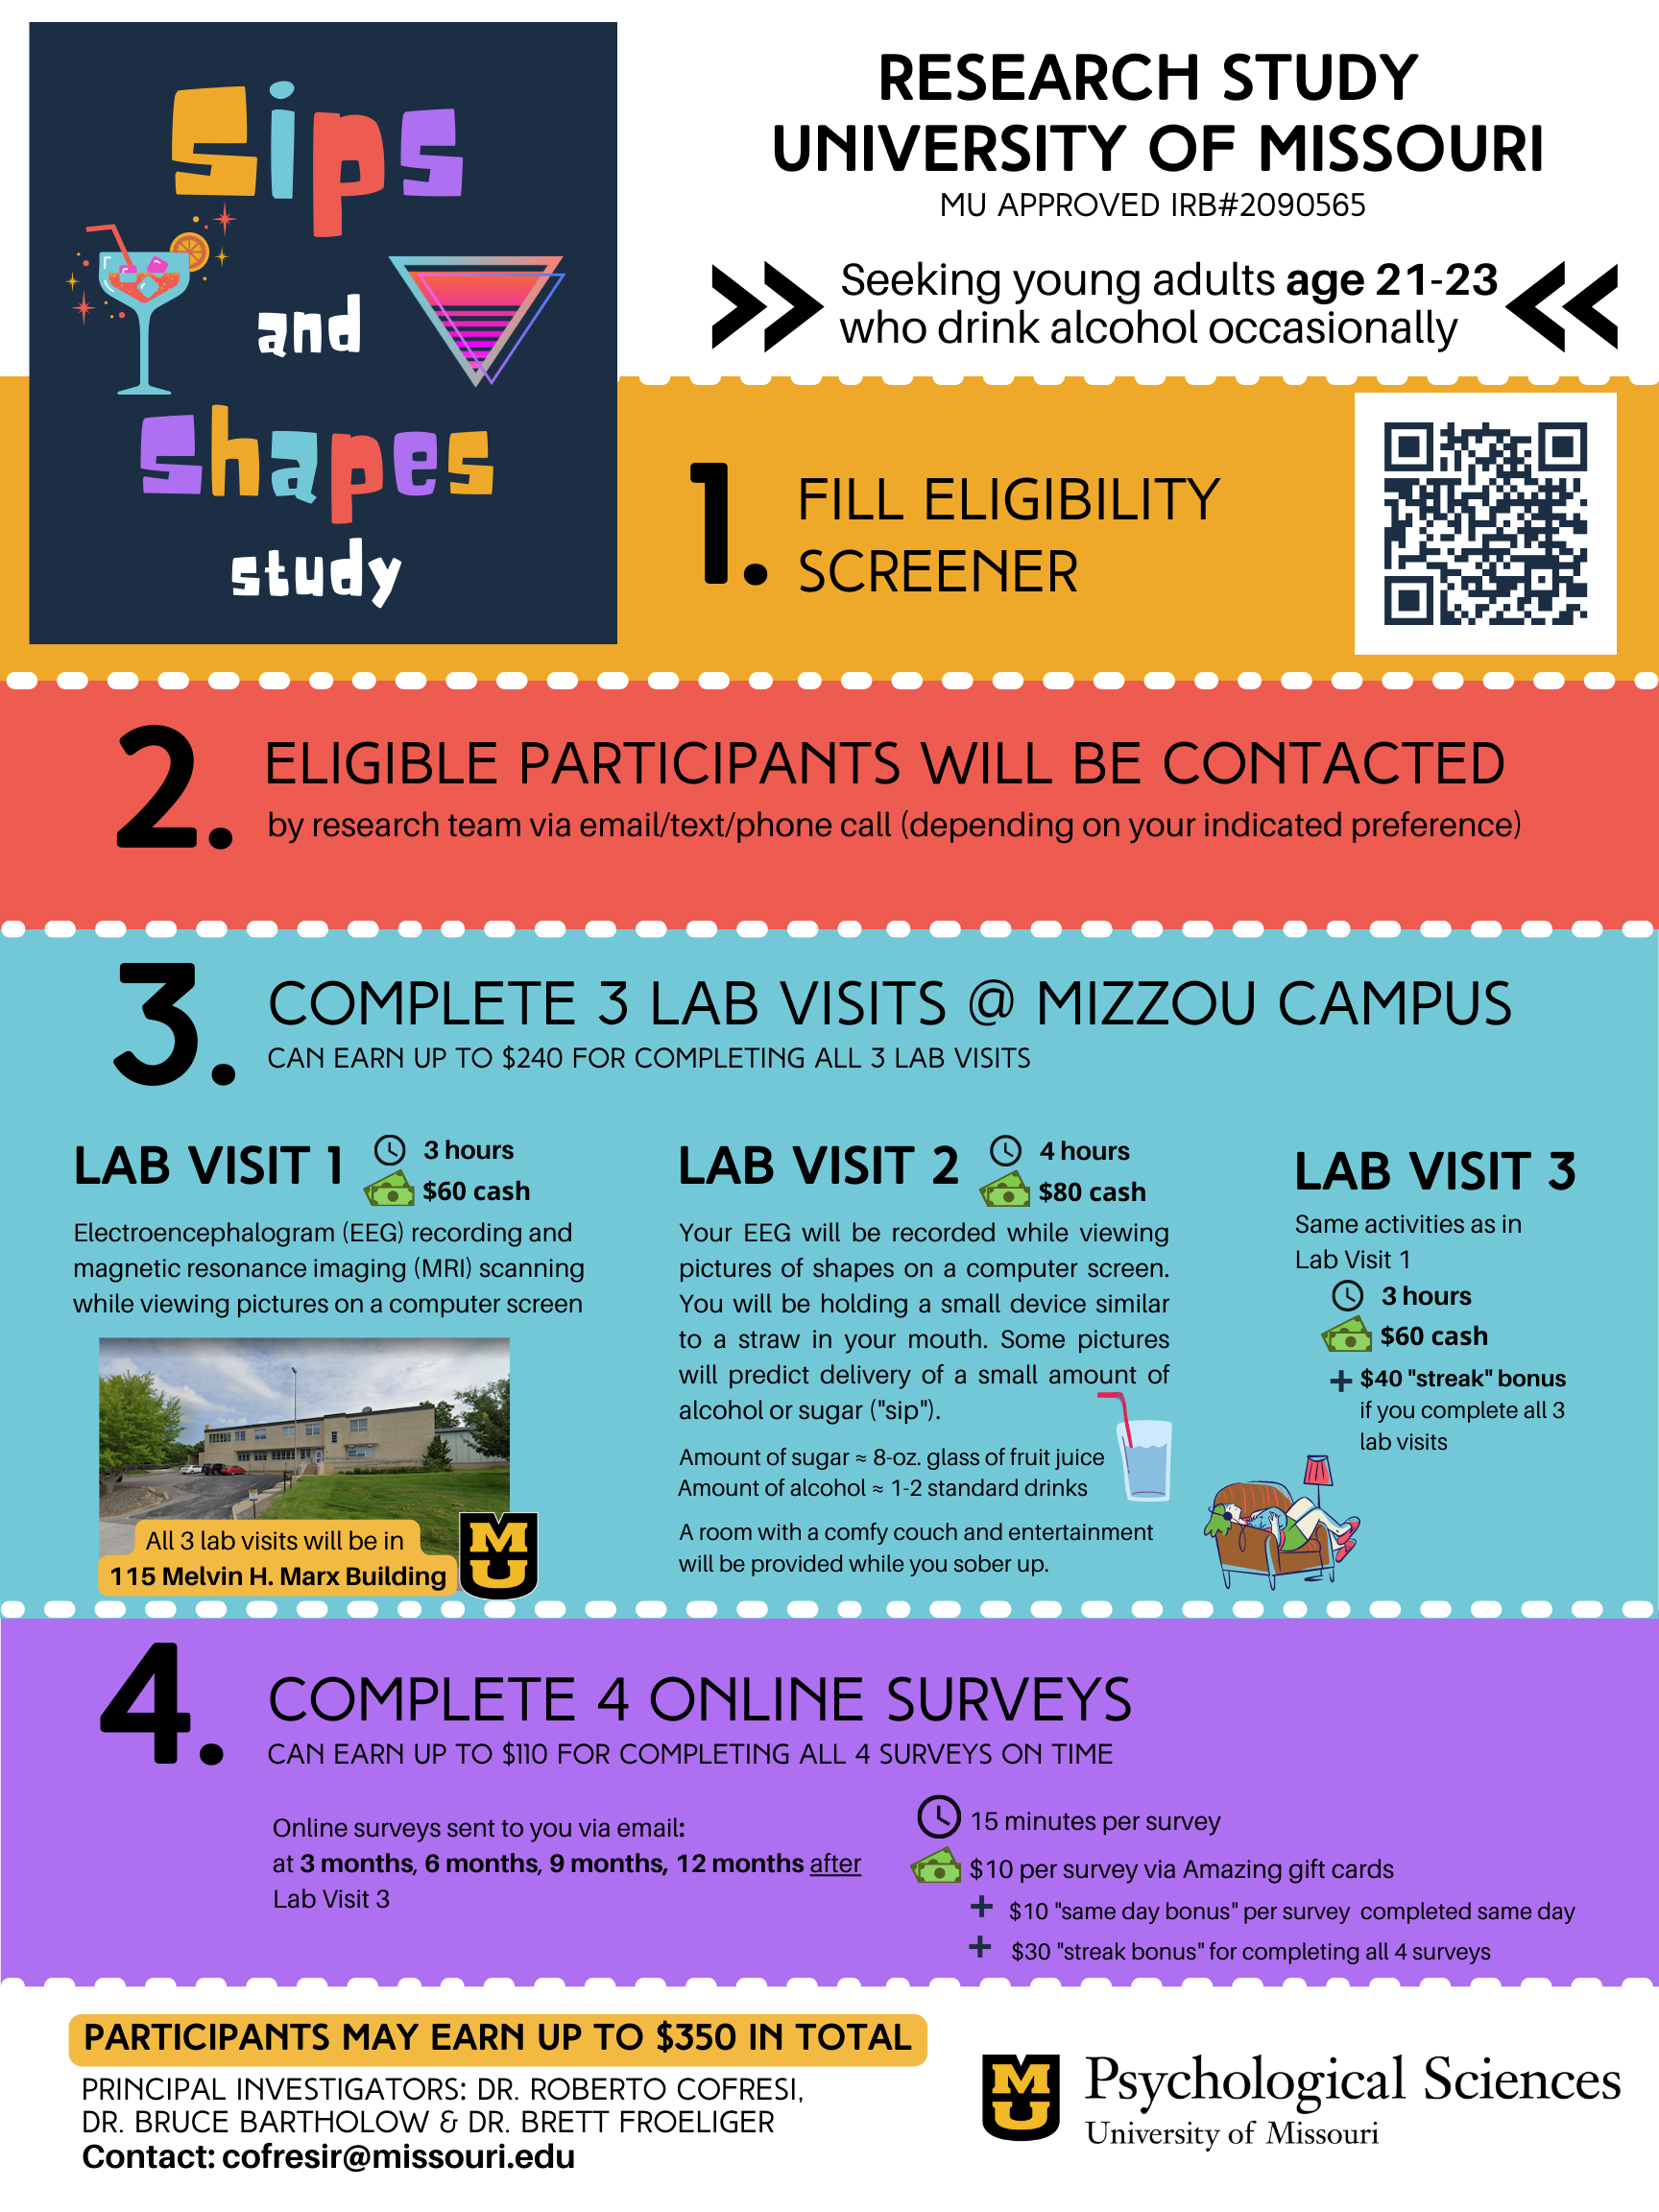 sips
and
shapes
study
RESEARCH STUDY
UNIVERSITY OF MISSOURI
MU APPROVED IRB#2090565
Seeking young adults age 21-23
who drink alcohol occasionally
1. FILL ELIGIBILITY
SCREENER
2. ELIGIBLE PARTICIPANTS WILL BE CONTACTED
by research team via email/text/phone call (depending on your indicated preference)
3. COMPLETE 3 LAB VISITS @ MIZZOU CAMPUS
CAN EARN UP TO $240 FOR COMPLETING ALL 3 LAB VISITS
LAB VISIT 1
3 hours
$60 cash
Electroencephalogram (EEG) recording and
magnetic resonance imaging (MRI) scanning
while viewing pictures on a computer screen
All 3 lab visits will be in
115 Melvin H. Marx Building
MU
LAB VISIT 2
4 hours
$80 cash
Your EEG will be recorded while viewing
pictures of shapes on a computer screen.
You will be holding a small device similar
to a straw in your mouth. Some pictures
will predict delivery of a small amount of
alcohol or sugar ("sip").
Amount of sugar ≈ 8-oz. glass of fruit juice
Amount of alcohol ≈ 1-2 standard drinks
A room with a comfy couch and entertainment
will be provided while you sober up.
LAB VISIT 3
Same activities as in
Lab Visit 1
3 hours
$60 cash
+ $40 "streak" bonus
if you complete all 3
lab visits
4. COMPLETE 4 ONLINE SURVEYS
CAN EARN UP TO $110 FOR COMPLETING ALL 4 SURVEYS ON TIME
Online surveys sent to you via email:
at 3 months, 6 months, 9 months, 12 months after
Lab Visit 3
15 minutes per survey
$10 per survey via Amazing gift cards
+ $10 "same day bonus" per survey completed same day
+ $30 "streak bonus" for completing all 4 surveys
PARTICIPANTS MAY EARN UP TO $350 IN TOTAL
PRINCIPAL INVESTIGATORS: DR. ROBERTO COFRESI,
DR. BRUCE BARTHOLOW & DR. BRETT FROELIGER
Contact: cofresir@missouri.edu
MU
Psychological Sciences
University of Missouri